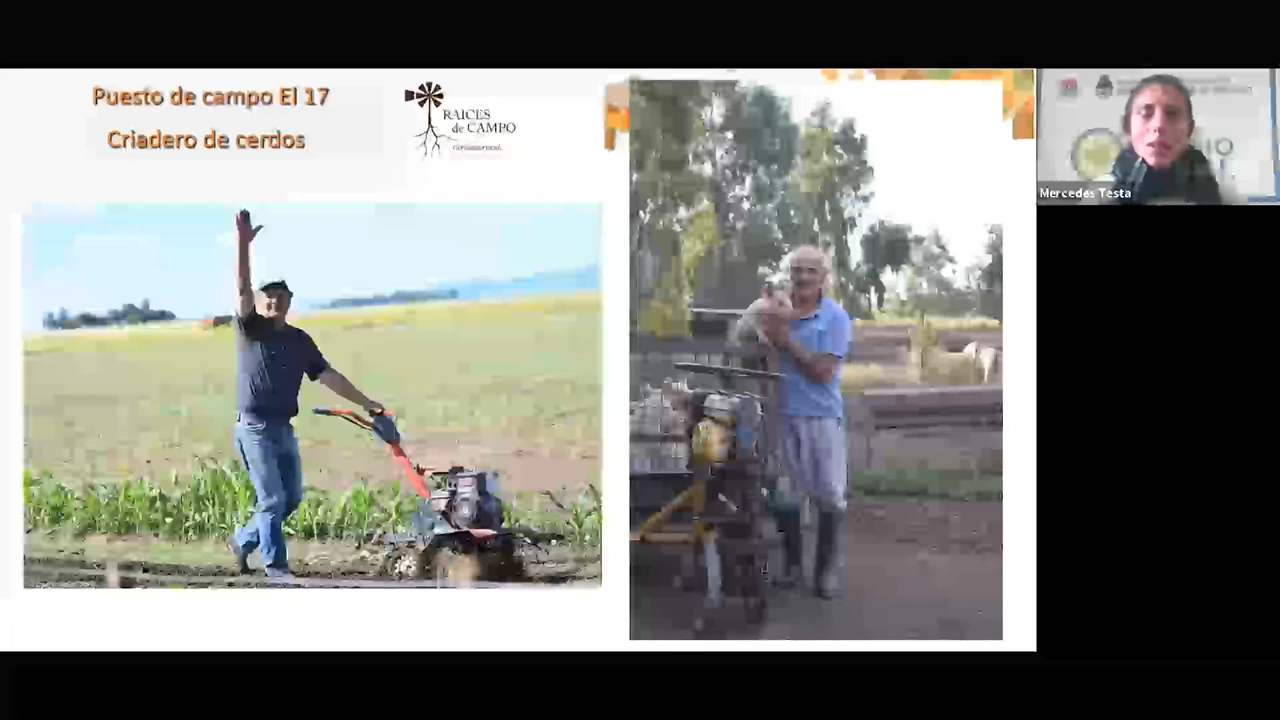 Puesto de campo El 17
Criadero de cerdos
RAICES
de CAMPO
Mercedes Testa